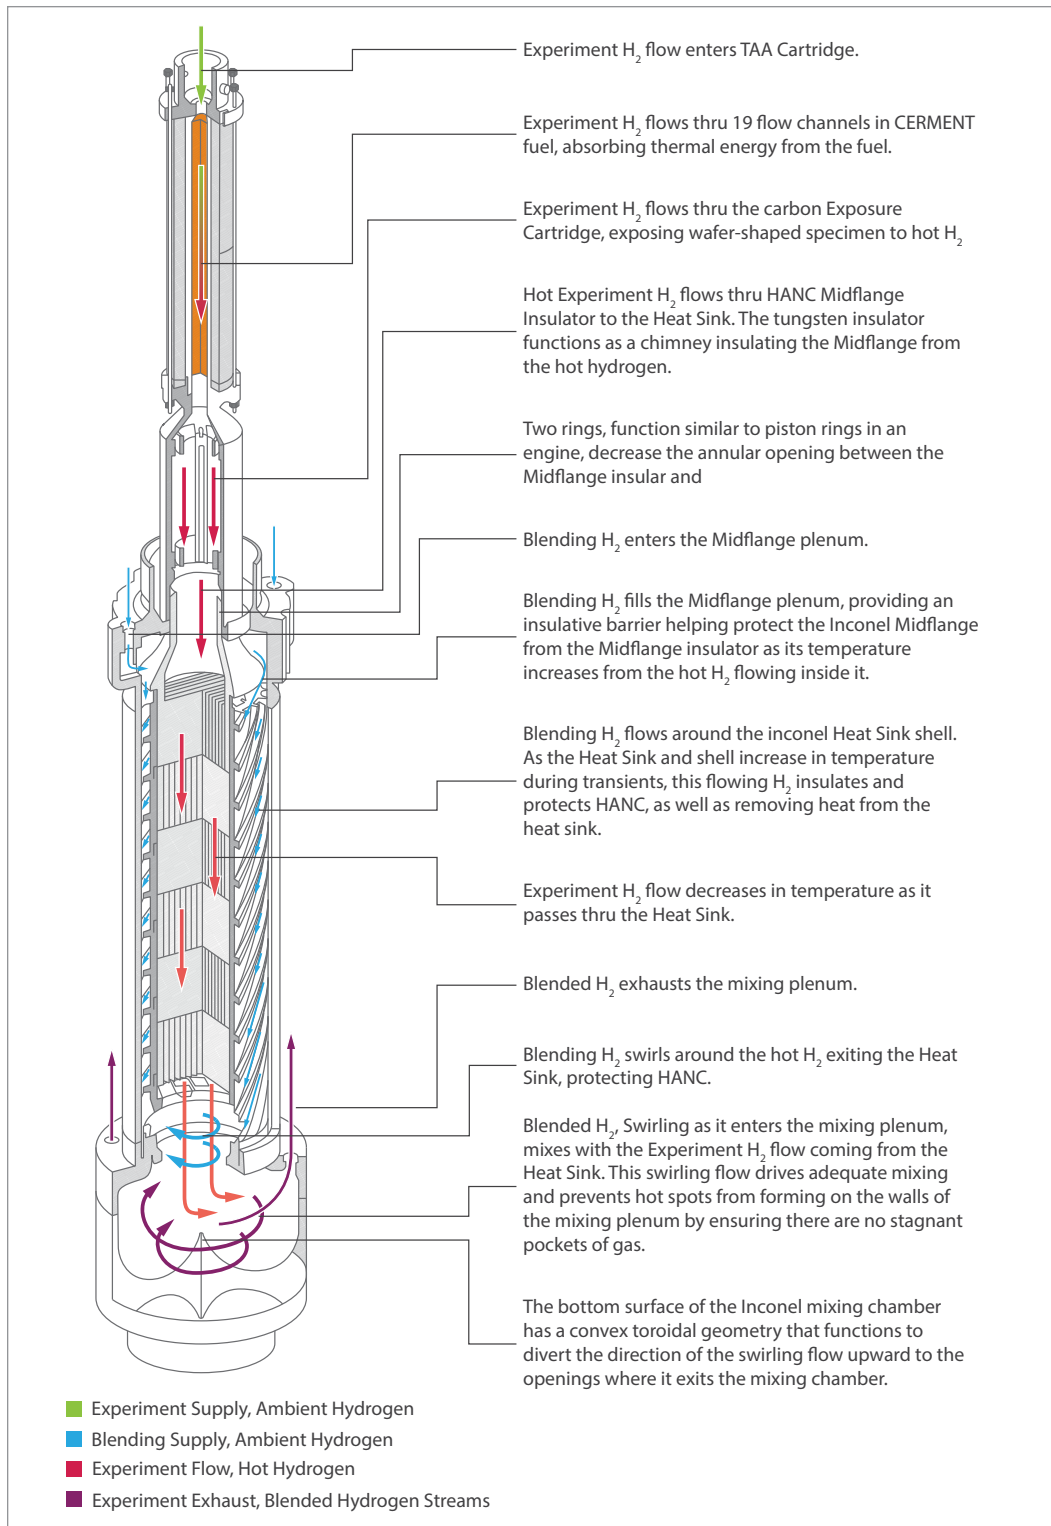 Experiment H₂ flow enters TAA Cartridge.
Experiment H₂ flows thru 19 flow channels in CERMENT
fuel, absorbing thermal energy from the fuel.
Experiment H₂ flows thru the carbon Exposure
Cartridge, exposing wafer-shaped specimen to hot H₂
Hot Experiment H₂ flows thru HANC Midflange
Insulator to the Heat Sink. The tungsten insulator
functions as a chimney insulating the Midflange from
the hot hydrogen.
Two rings, function similar to piston rings in an
engine, decrease the annular opening between the
Midflange insular and
Blending H₂ enters the Midflange plenum.
Blending H₂ fills the Midflange plenum, providing an
insulative barrier helping protect the Inconel Midflange
from the Midflange insulator as its temperature
increases from the hot H₂ flowing inside it.
Blending H₂ flows around the inconel Heat Sink shell.
As the Heat Sink and shell increase in temperature
during transients, this flowing H₂ insulates and
protects HANC, as well as removing heat from the
heat sink.
Experiment H₂ flow decreases in temperature as it
passes thru the Heat Sink.
Blended H₂ exhausts the mixing plenum.
Blending H₂ swirls around the hot H₂ exiting the Heat
Sink, protecting HANC.
Blended H₂, Swirling as it enters the mixing plenum,
mixes with the Experiment H₂ flow coming from the
Heat Sink. This swirling flow drives adequate mixing
and prevents hot spots from forming on the walls of
the mixing plenum by ensuring there are no stagnant
pockets of gas.
The bottom surface of the Inconel mixing chamber
has a convex toroidal geometry that functions to
divert the direction of the swirling flow upward to the
openings where it exits the mixing chamber.
Experiment Supply, Ambient Hydrogen
Blending Supply, Ambient Hydrogen
Experiment Flow, Hot Hydrogen
Experiment Exhaust, Blended Hydrogen Streams